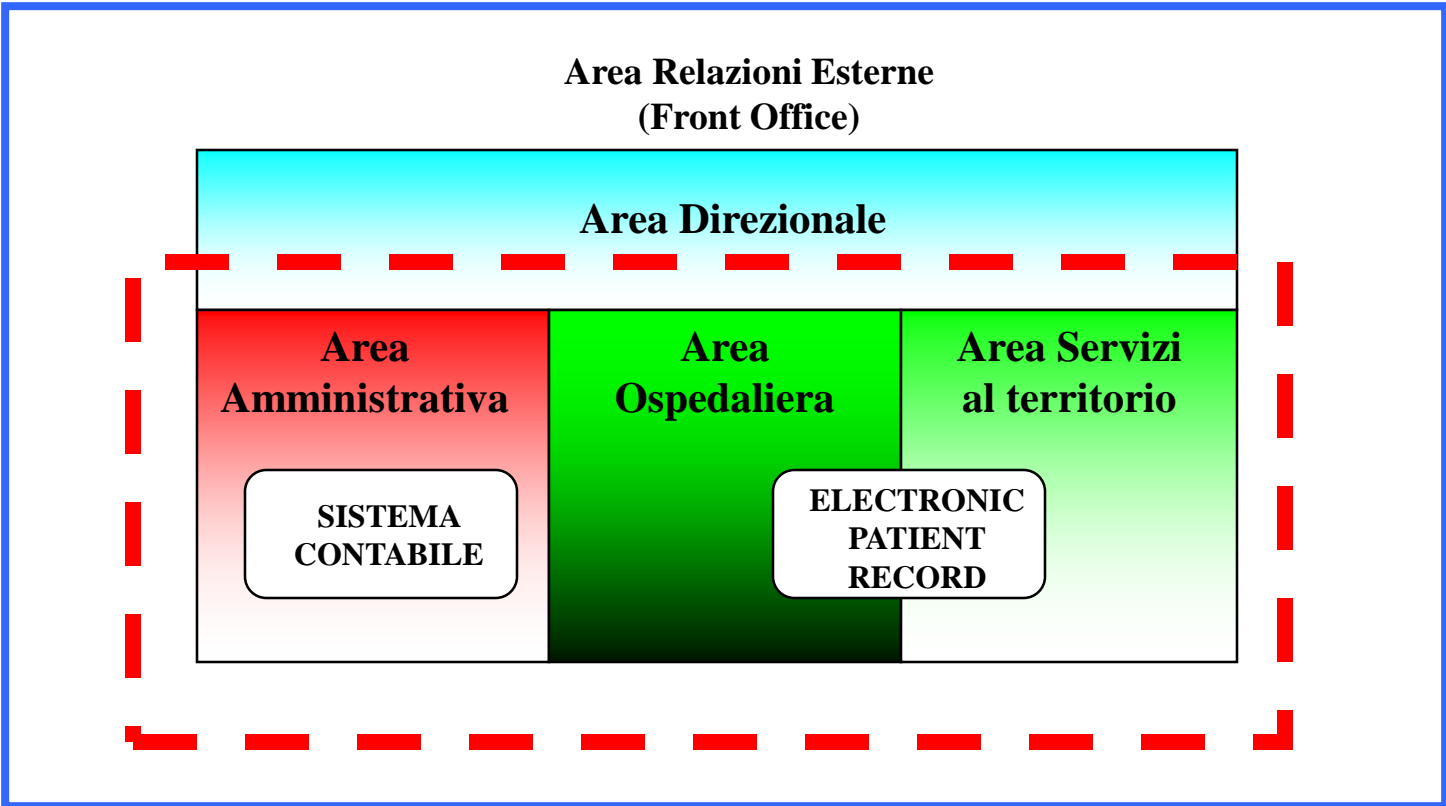 Area Relazioni Esterne
(Front Office)
Area Direzionale
Area
Amministrativa
Area
Ospedaliera
Area Servizi
al territorio
SISTEMA
CONTABILE
ELECTRONIC
PATIENT
RECORD